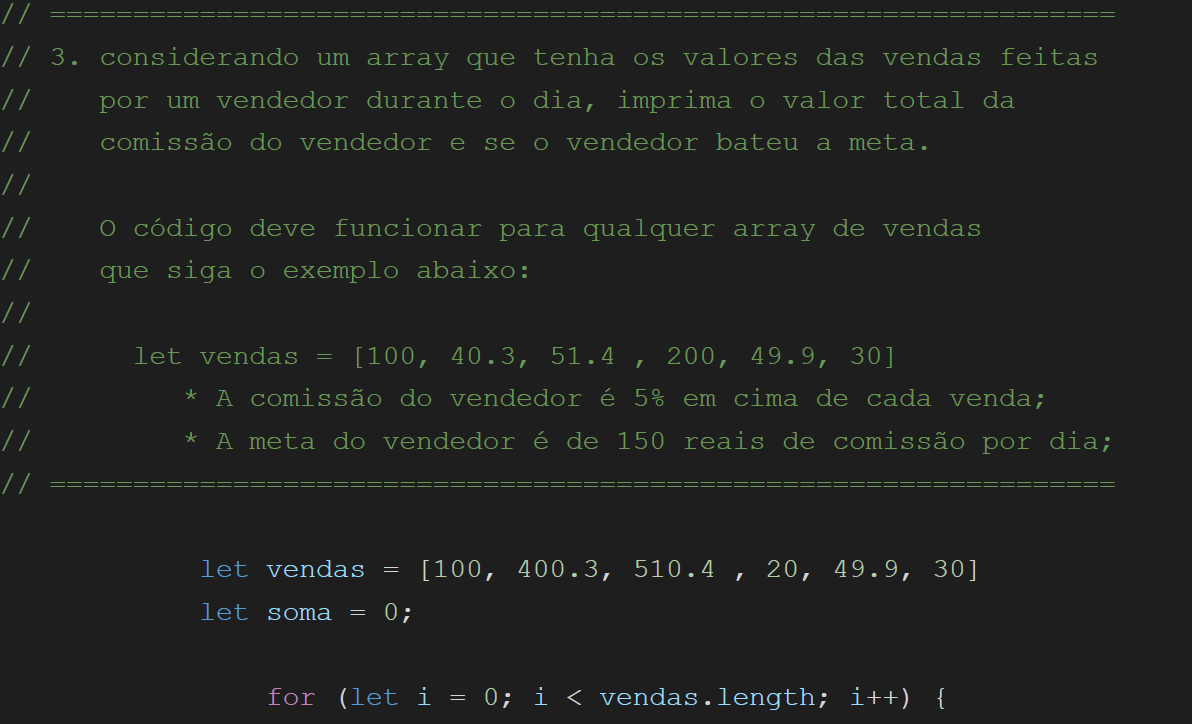 // ================================================================
// 3. considerando um array que tenha os valores das vendas feitas
//    por um vendedor durante o dia, imprima o valor total da
//    comissão do vendedor e se o vendedor bateu a meta.
//
//    O código deve funcionar para qualquer array de vendas
//    que siga o exemplo abaixo:
//
//      let vendas = [100, 40.3, 51.4 , 200, 49.9, 30]
//         * A comissão do vendedor é 5% em cima de cada venda;
//         * A meta do vendedor é de 150 reais de comissão por dia;
// ================================================================
            let vendas = [100, 400.3, 510.4 , 20, 49.9, 30]
            let soma = 0;
                for (let i = 0; i < vendas.length; i++) {